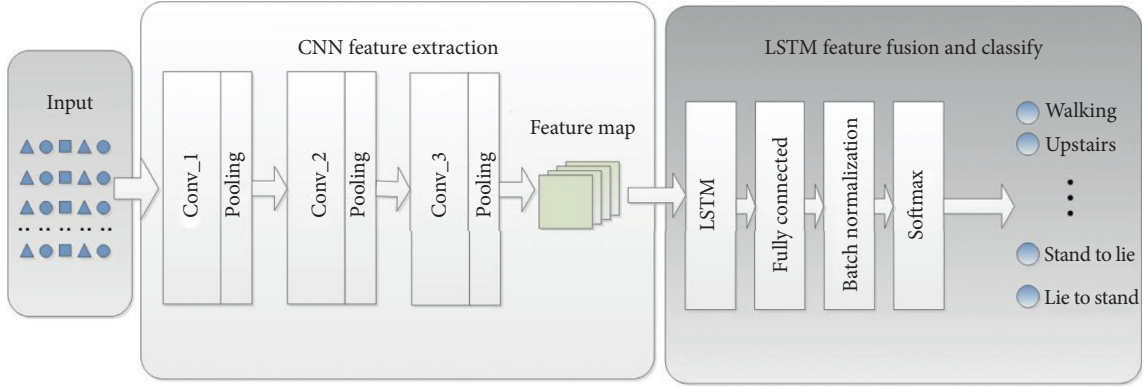 CNN feature extraction
LSTM feature fusion and classify
Input
Conv_1
Pooling
Conv_2
Pooling
Conv_3
Pooling
Feature map
LSTM
Fully connected
Batch normalization
Softmax
Walking
Upstairs
Stand to lie
Lie to stand